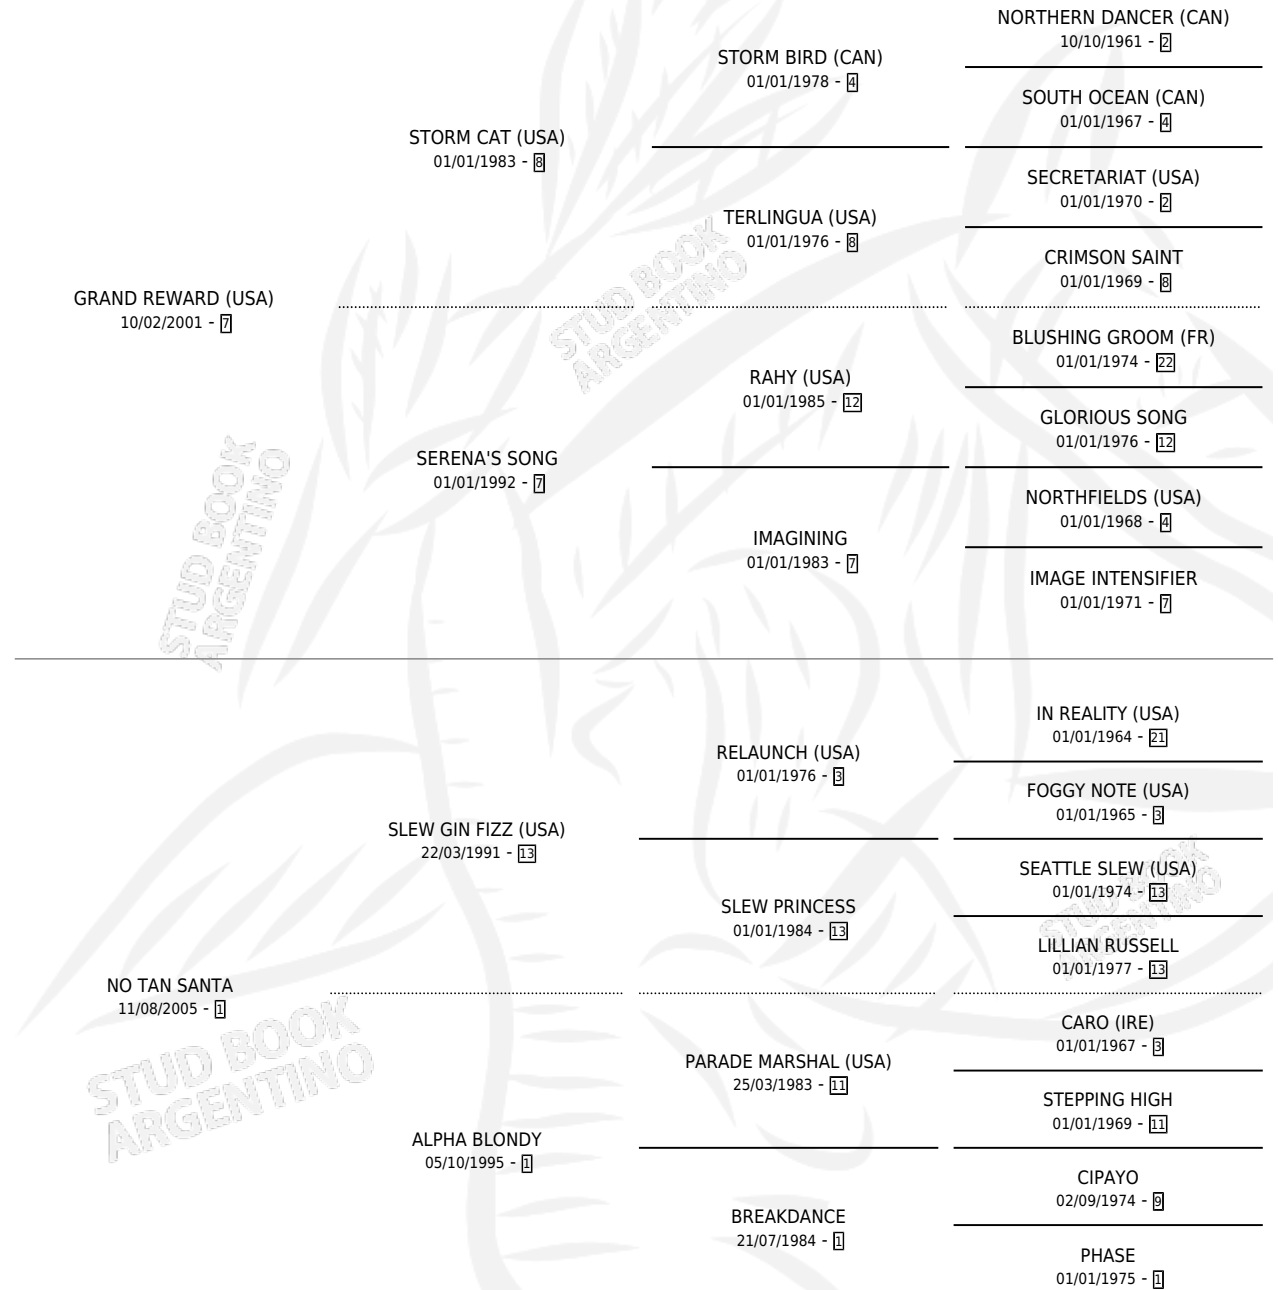 NORTHERN DANCER (CAN)
10/10/1961 - 2
STORM BIRD (CAN)
01/01/1978 - 4
SOUTH OCEAN (CAN)
01/01/1967 - 4
STORM CAT (USA)
01/01/1983 - 8
SECRETARIAT (USA)
01/01/1970 - 2
TERLINGUA (USA)
01/01/1976 - 8
CRIMSON SAINT
01/01/1969 - 8
GRAND REWARD (USA)
10/02/2001 - 7
BLUSHING GROOM (FR)
01/01/1974 - 22
RAHY (USA)
01/01/1985 - 12
GLORIOUS SONG
01/01/1976 - 12
SERENA'S SONG
01/01/1992 - 7
NORTHFIELDS (USA)
01/01/1968 - 4
IMAGINING
01/01/1983 - 7
IMAGE INTENSIFIER
01/01/1971 - 7
STUD BOOK
ARGENTINO
STUD BOOK
ARGENTINO
IN REALITY (USA)
01/01/1964 - 21
RELAUNCH (USA)
01/01/1976 - 3
FOGGY NOTE (USA)
01/01/1965 - 3
SLEW GIN FIZZ (USA)
22/03/1991 - 13
SEATTLE SLEW (USA)
01/01/1974 - 13
SLEW PRINCESS
01/01/1984 - 13
LILLIAN RUSSELL
01/01/1977 - 13
NO TAN SANTA
11/08/2005 - 1
CARO (IRE)
01/01/1967 - 3
PARADE MARSHAL (USA)
25/03/1983 - 11
STEPPING HIGH
01/01/1969 - 11
ALPHA BLONDY
05/10/1995 - 1
CIPAYO
02/09/1974 - 9
BREAKDANCE
21/07/1984 - 1
PHASE
01/01/1975 - 1
STUD BOOK
ARGENTINO
STUD BOOK
ARGENTINO